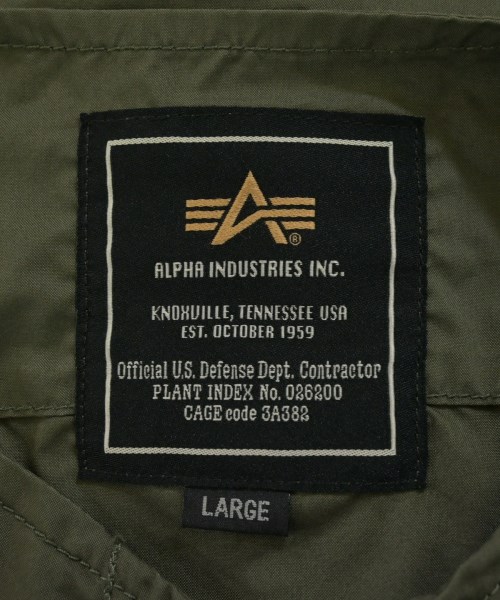 A®
ALPHA INDUSTRIES INC.
KNOXVILLE, TENNESSEE USA
EST. OCTOBER 1959
Official U.S. Defense Dept. Contractor
PLANT INDEX No. 026200
CAGE code 3A382
LARGE